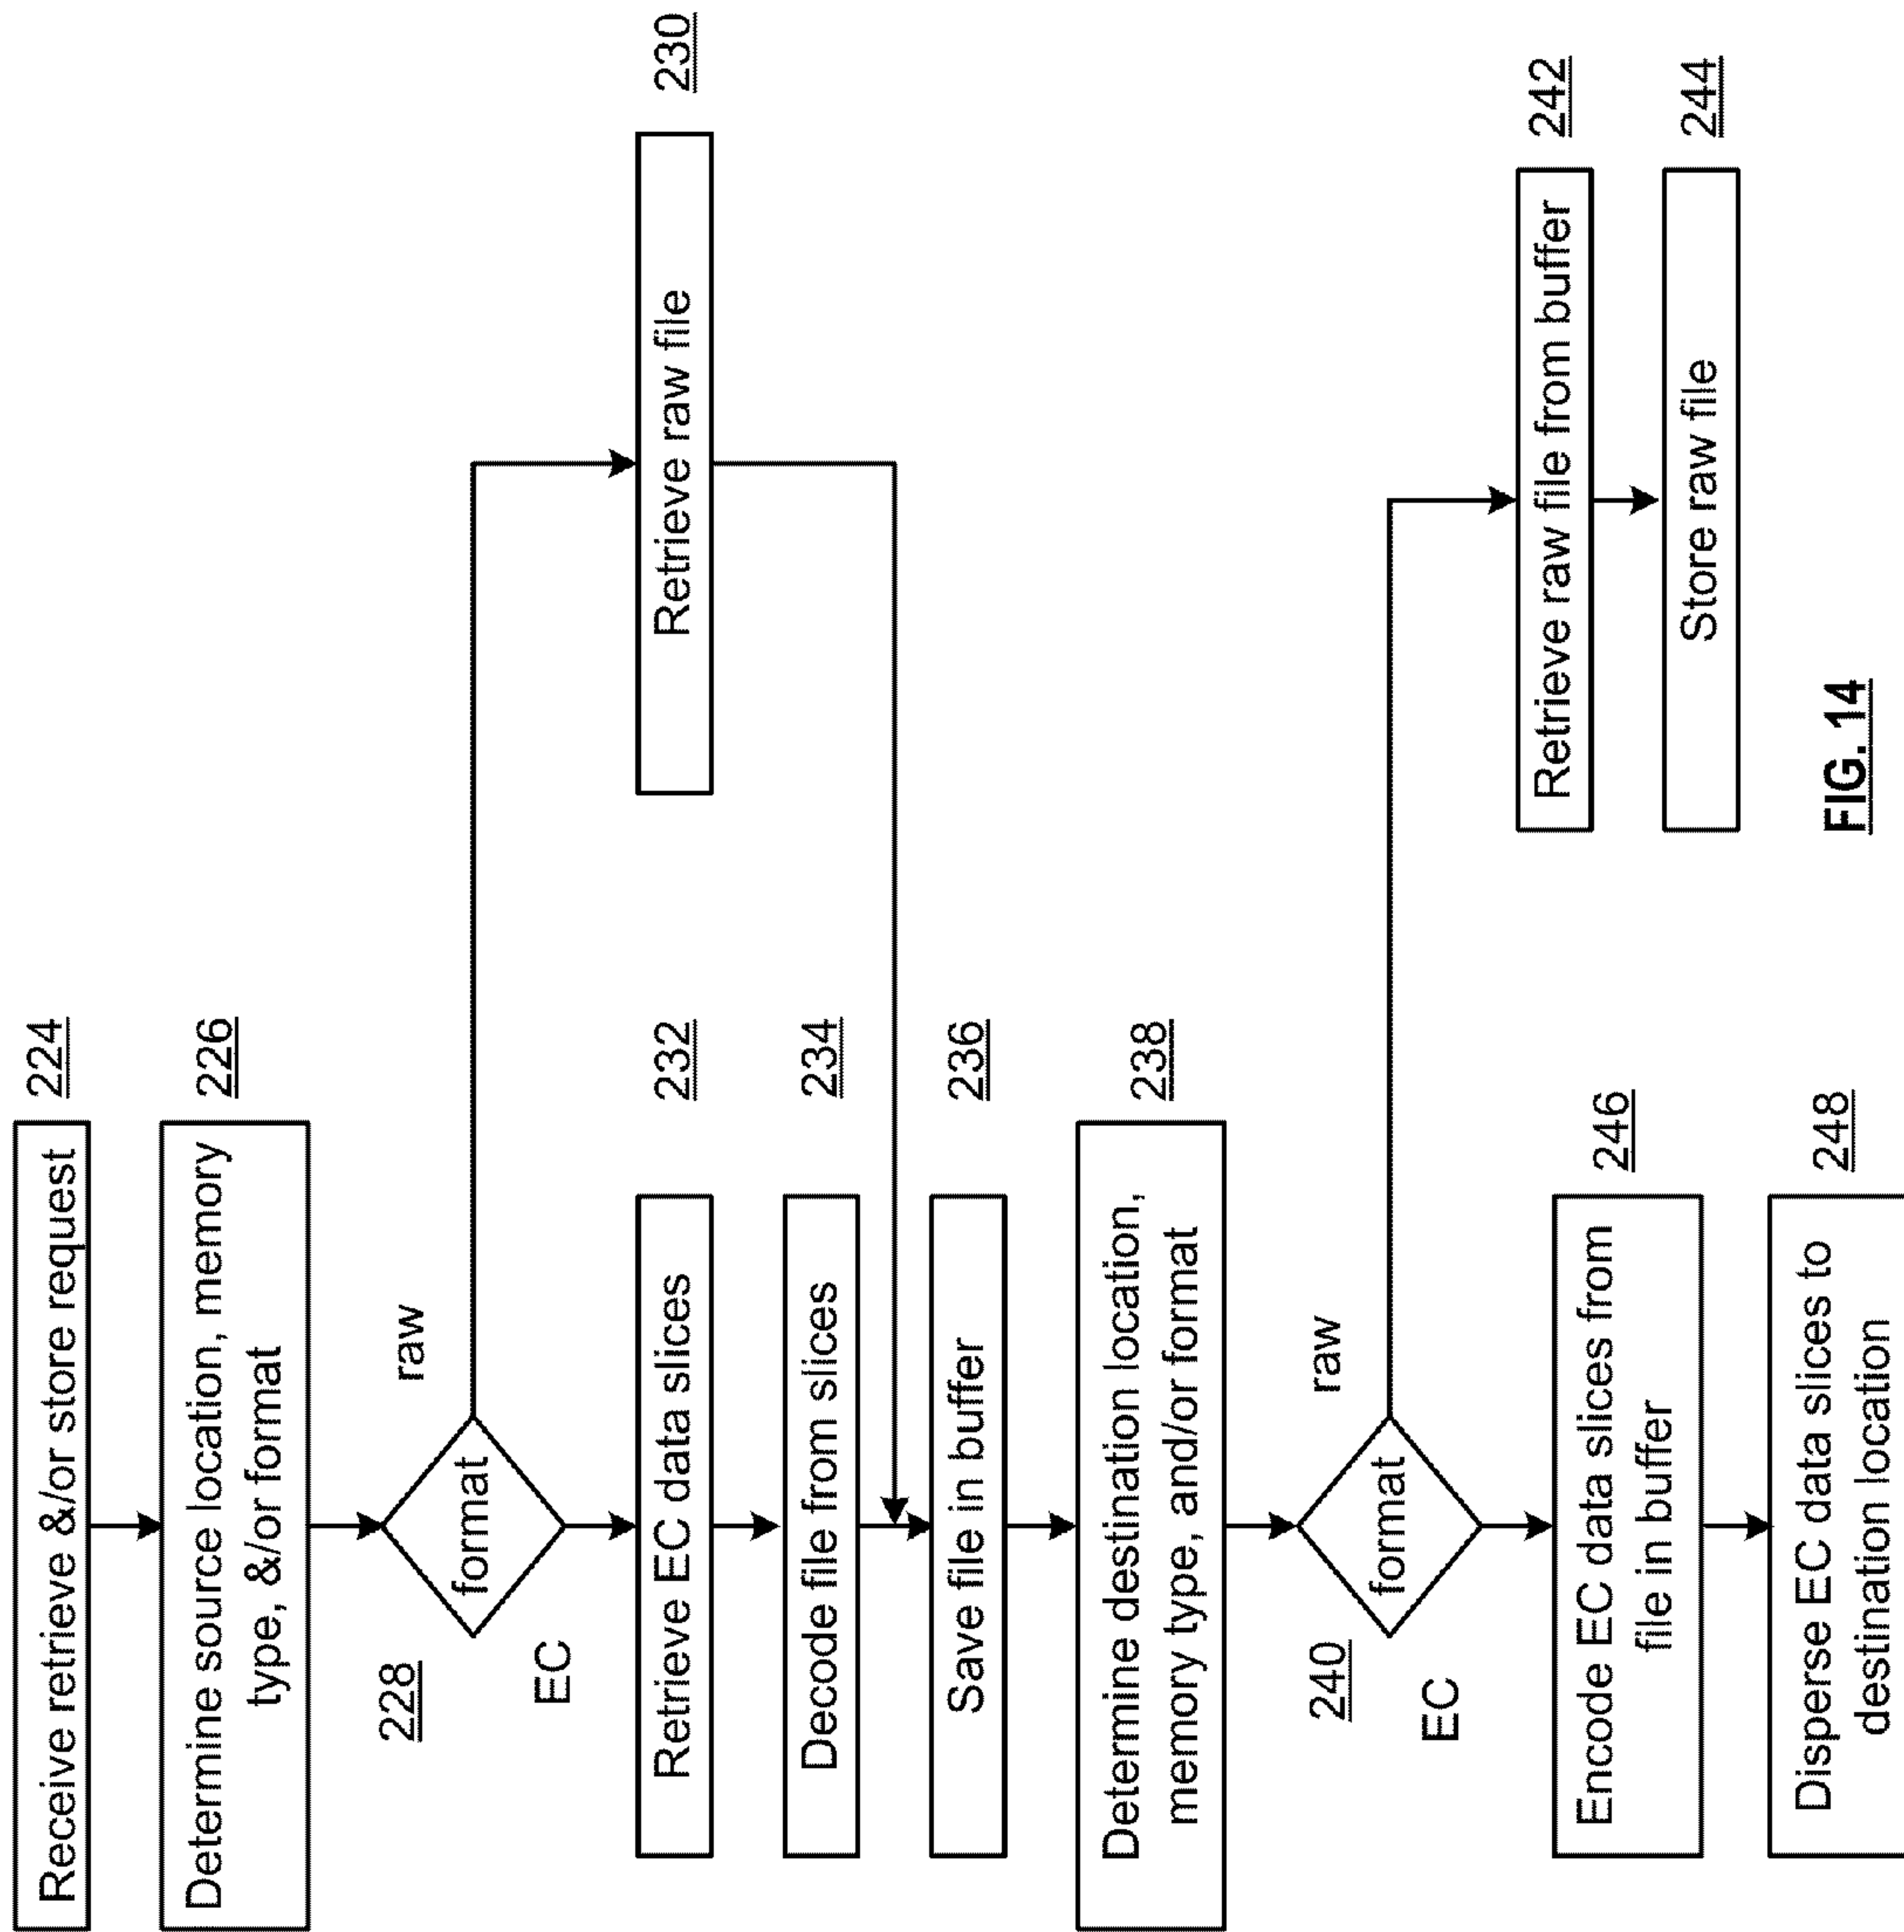 Receive retrieve &/or store request
224
Determine source location, memory
type, &/or format
226
228
format
raw
EC
Retrieve raw file
230
Retrieve EC data slices
232
Decode file from slices
234
Save file in buffer
236
Determine destination location,
memory type, and/or format
238
240
format
raw
EC
Retrieve raw file from buffer
242
Store raw file
244
Encode EC data slices from
file in buffer
246
Disperse EC data slices to
destination location
248
FIG. 14